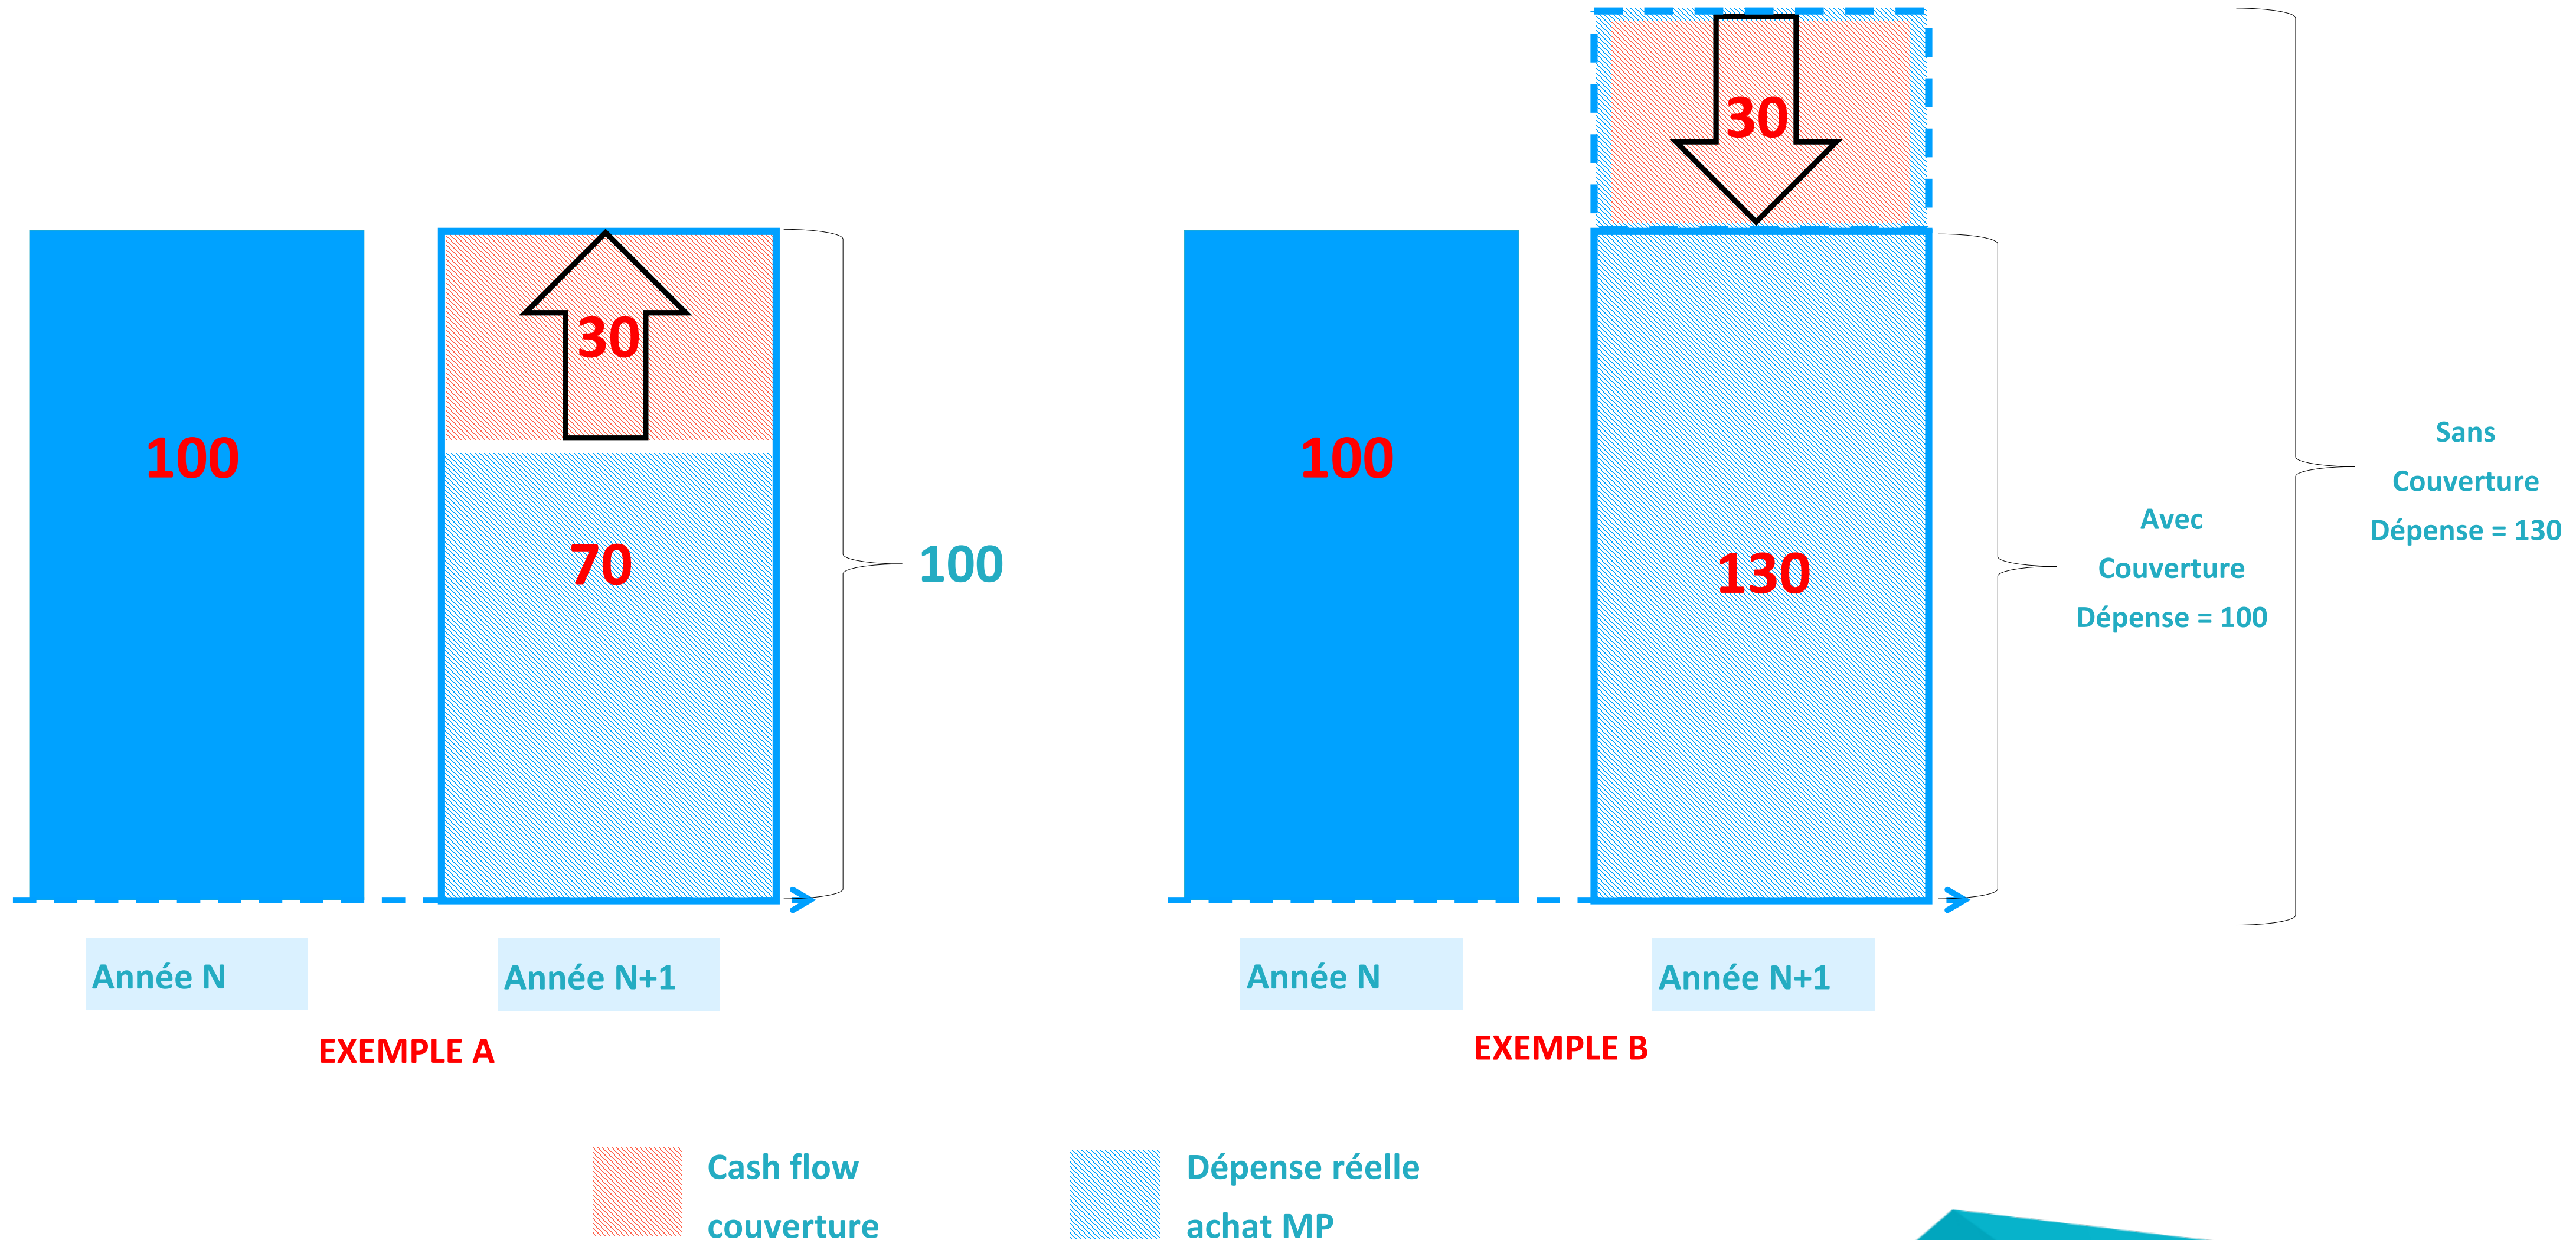 30
30
100
70
100
100
130
Sans
Couverture
Dépense = 130
Avec
Couverture
Dépense = 100
Année N
Année N+1
Année N
Année N+1
EXEMPLE A
EXEMPLE B
Cash flow
couverture
Dépense réelle
achat MP